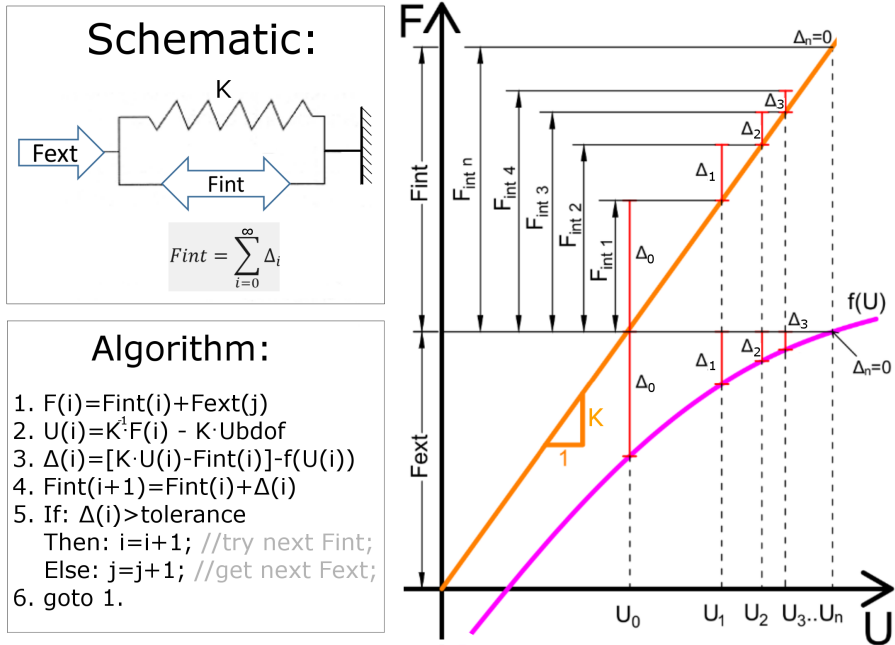 Schematic:
K
Fext
Fint
Fint = ∞ ∑ i=0 Δi
Algorithm:
1. F(i)=Fint(i)+Fext(j)
2. U(i)=K⁻¹F(i) - K·Ubdof
3. Δ(i)=[K·U(i)-Fint(i)]-f(U(i))
4. Fint(i+1)=Fint(i)+Δ(i)
5. If: Δ(i)>tolerance
Then: i=i+1; //try next Fint;
Else: j=j+1; //get next Fext;
6. goto 1.
F
Δn=0
Δ3
Δ2
Δ1
Δ0
Fint
Fint n
Fint 4
Fint 3
Fint 2
Fint 1
f(U)
Δ3
Δ2
Δ1
Δ0
Δn=0
Fext
K
1
U0
U1
U2
U3..Un
U